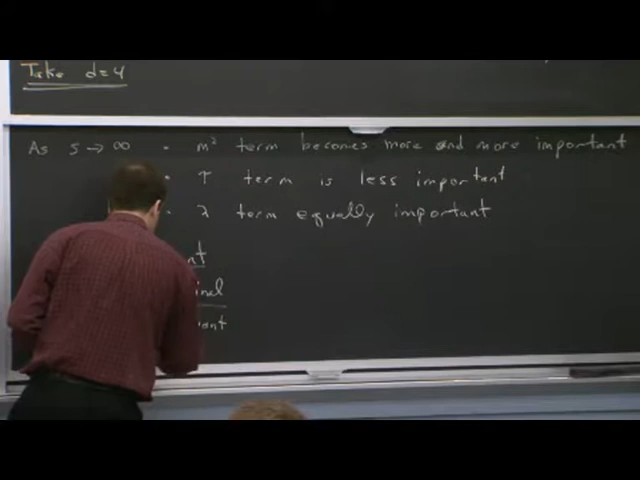 Take d=4
As s → ∞ · m² term becomes more and more important
· τ term is less important
· λ term equally important